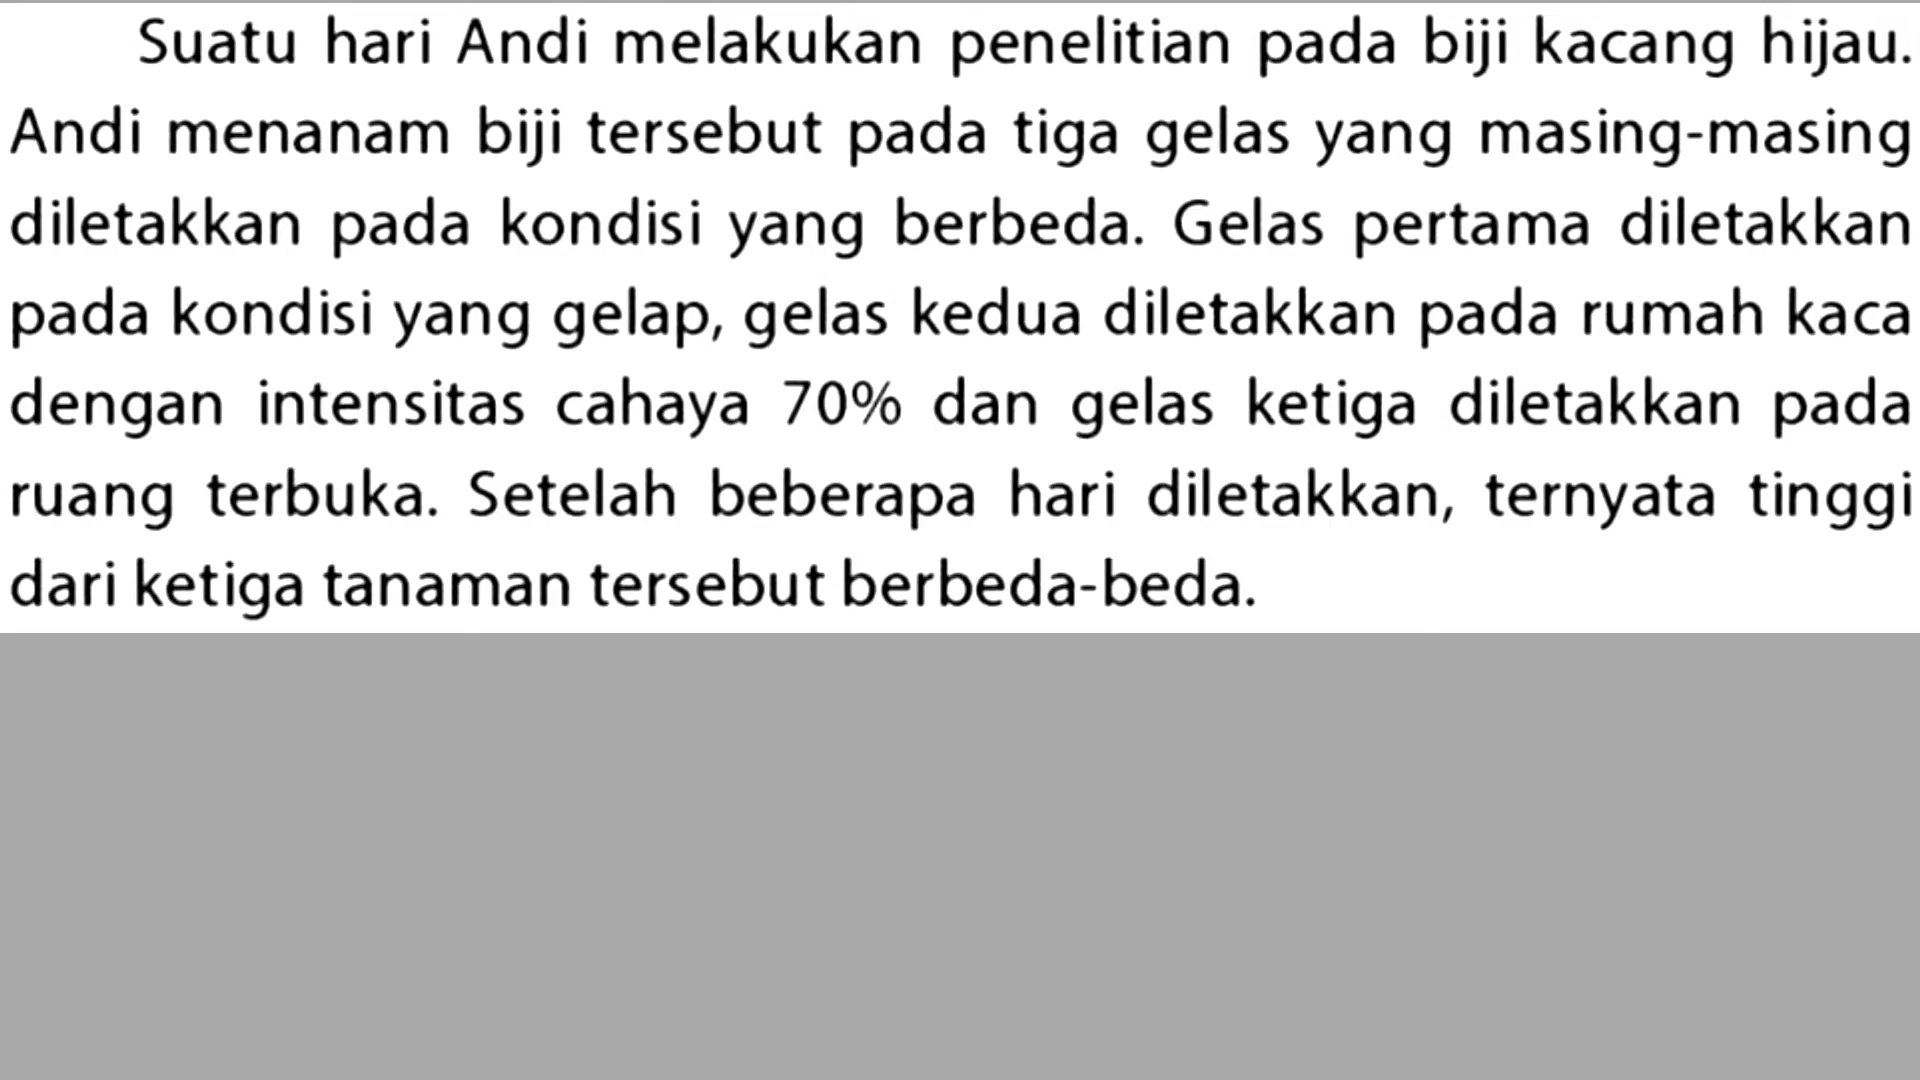 Suatu hari Andi melakukan penelitian pada biji kacang hijau.
Andi menanam biji tersebut pada tiga gelas yang masing-masing
diletakkan pada kondisi yang berbeda. Gelas pertama diletakkan
pada kondisi yang gelap, gelas kedua diletakkan pada rumah kaca
dengan intensitas cahaya 70% dan gelas ketiga diletakkan pada
ruang terbuka. Setelah beberapa hari diletakkan, ternyata tinggi
dari ketiga tanaman tersebut berbeda-beda.